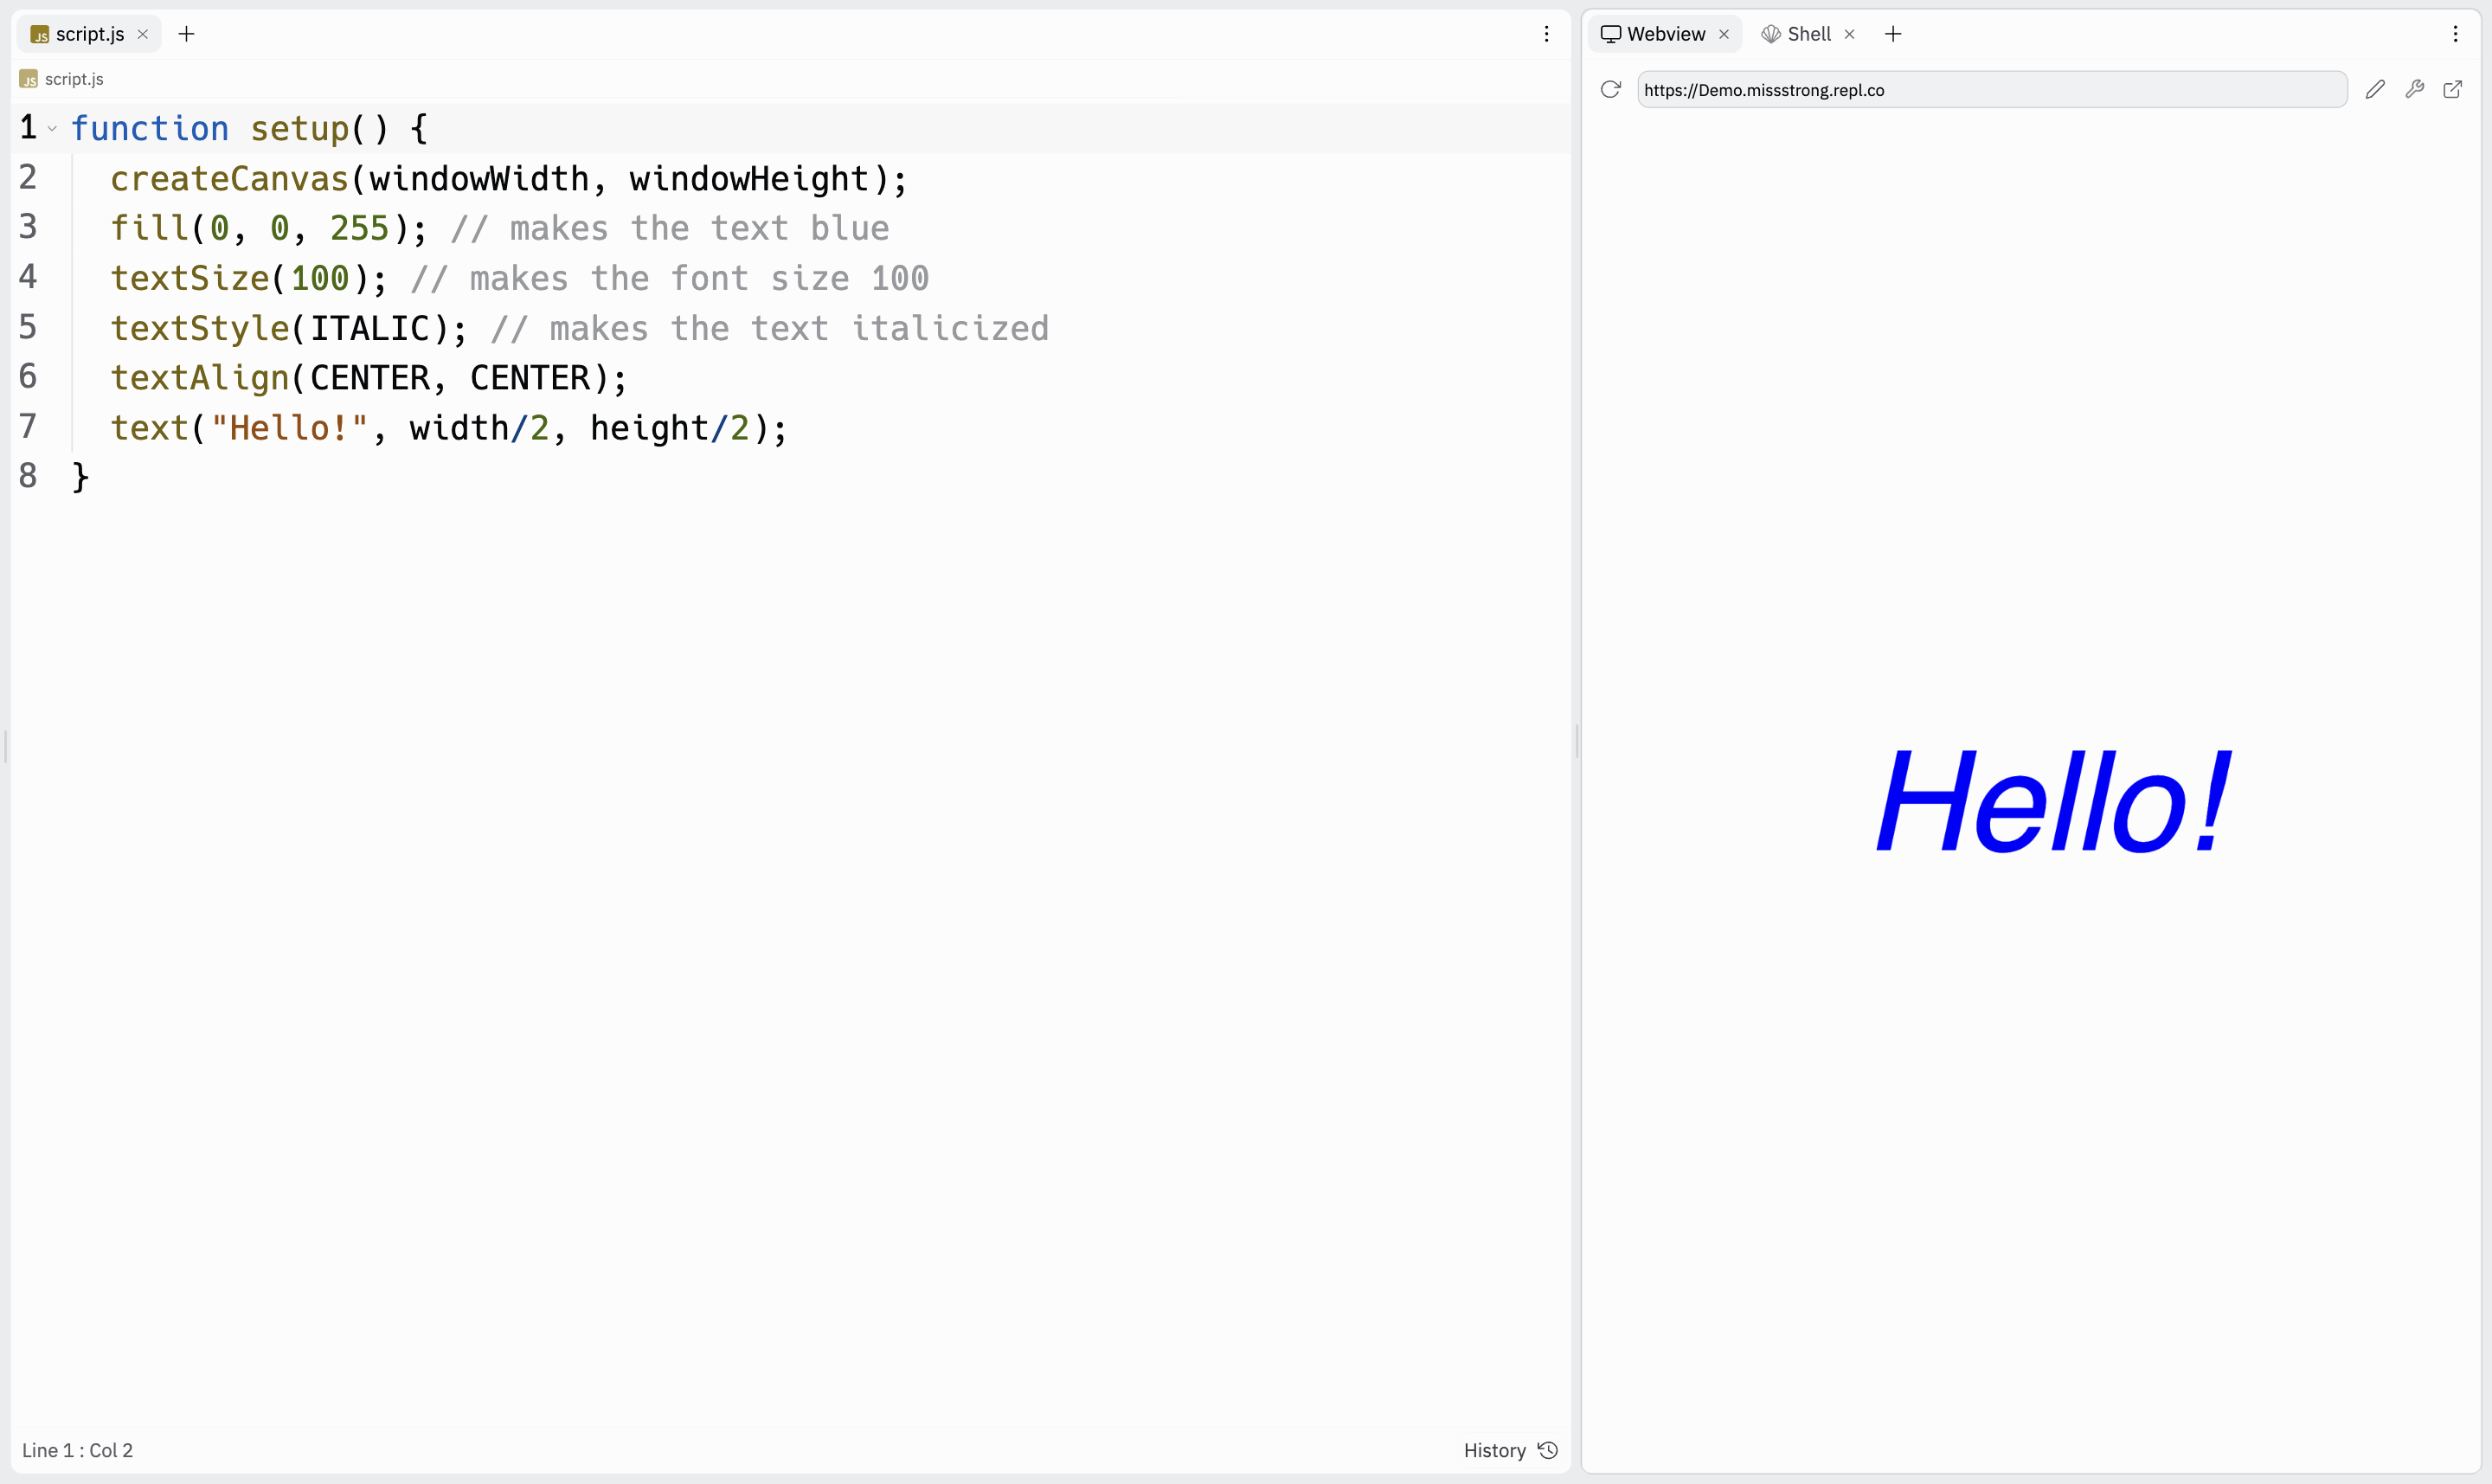 JS script.js
JS script.js
1 function setup() {
2 createCanvas(windowWidth, windowHeight);
3 fill(0, 0, 255); // makes the text blue
4 textSize(100); // makes the font size 100
5 textStyle(ITALIC); // makes the text italicized
6 textAlign(CENTER, CENTER);
7 text("Hello!", width/2, height/2);
8 }
Line 1 : Col 2
History
Webview Shell
https://Demo.missstrong.repl.co
Hello!